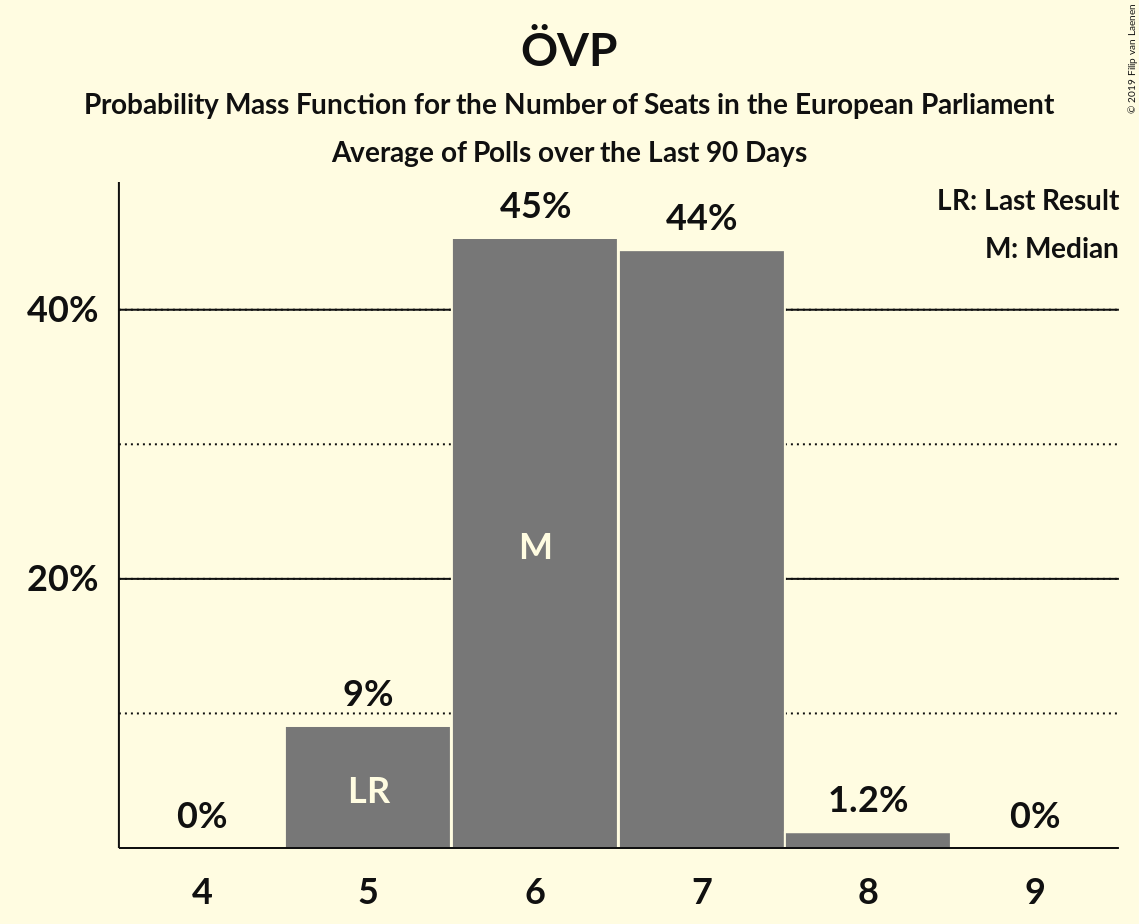 ÖVP
Probability Mass Function for the Number of Seats in the European Parliament
Average of Polls over the Last 90 Days
© 2019 Filip van Laenen
LR: Last Result
M: Median
45%
44%
40%
M
20%
9%
LR
0%
1.2%
0%
4 5 6 7 8 9